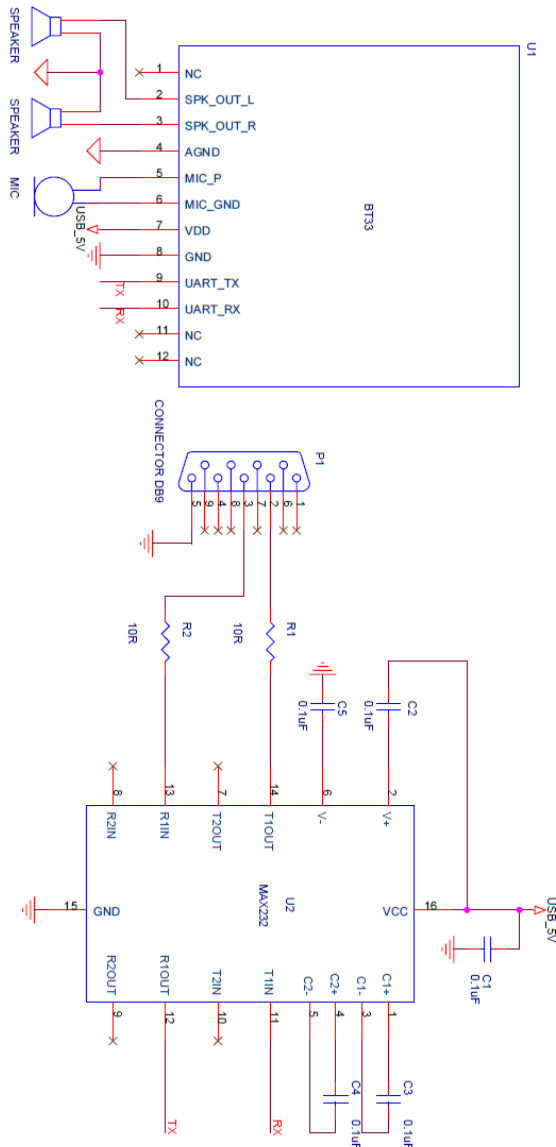 U1
BT33
1 NC
2 SPK_OUT_L
3 SPK_OUT_R
4 AGND
5 MIC_P
6 MIC_GND
7 VDD
8 GND
9 UART_TX
10 UART_RX
11 NC
12 NC
SPEAKER
SPEAKER
MIC
USB_5V
TX
RX
P1
CONNECTOR DB9
5
9
4
8
3
7
2
6
1
R2
10R
R1
10R
C5
0.1uF
C2
0.1uF
8 R2IN
13 R1IN
7 T2OUT
14 T1OUT
6 V-
2 V+
U2
MAX232
15 GND
VCC 16
USB_5V
C1
0.1uF
R2OUT 9
R1OUT 12
T2IN 10
T1IN 11
C2- 5
C2+ 4
C1- 3
C1+ 1
TX
RX
C4
0.1uF
C3
0.1uF